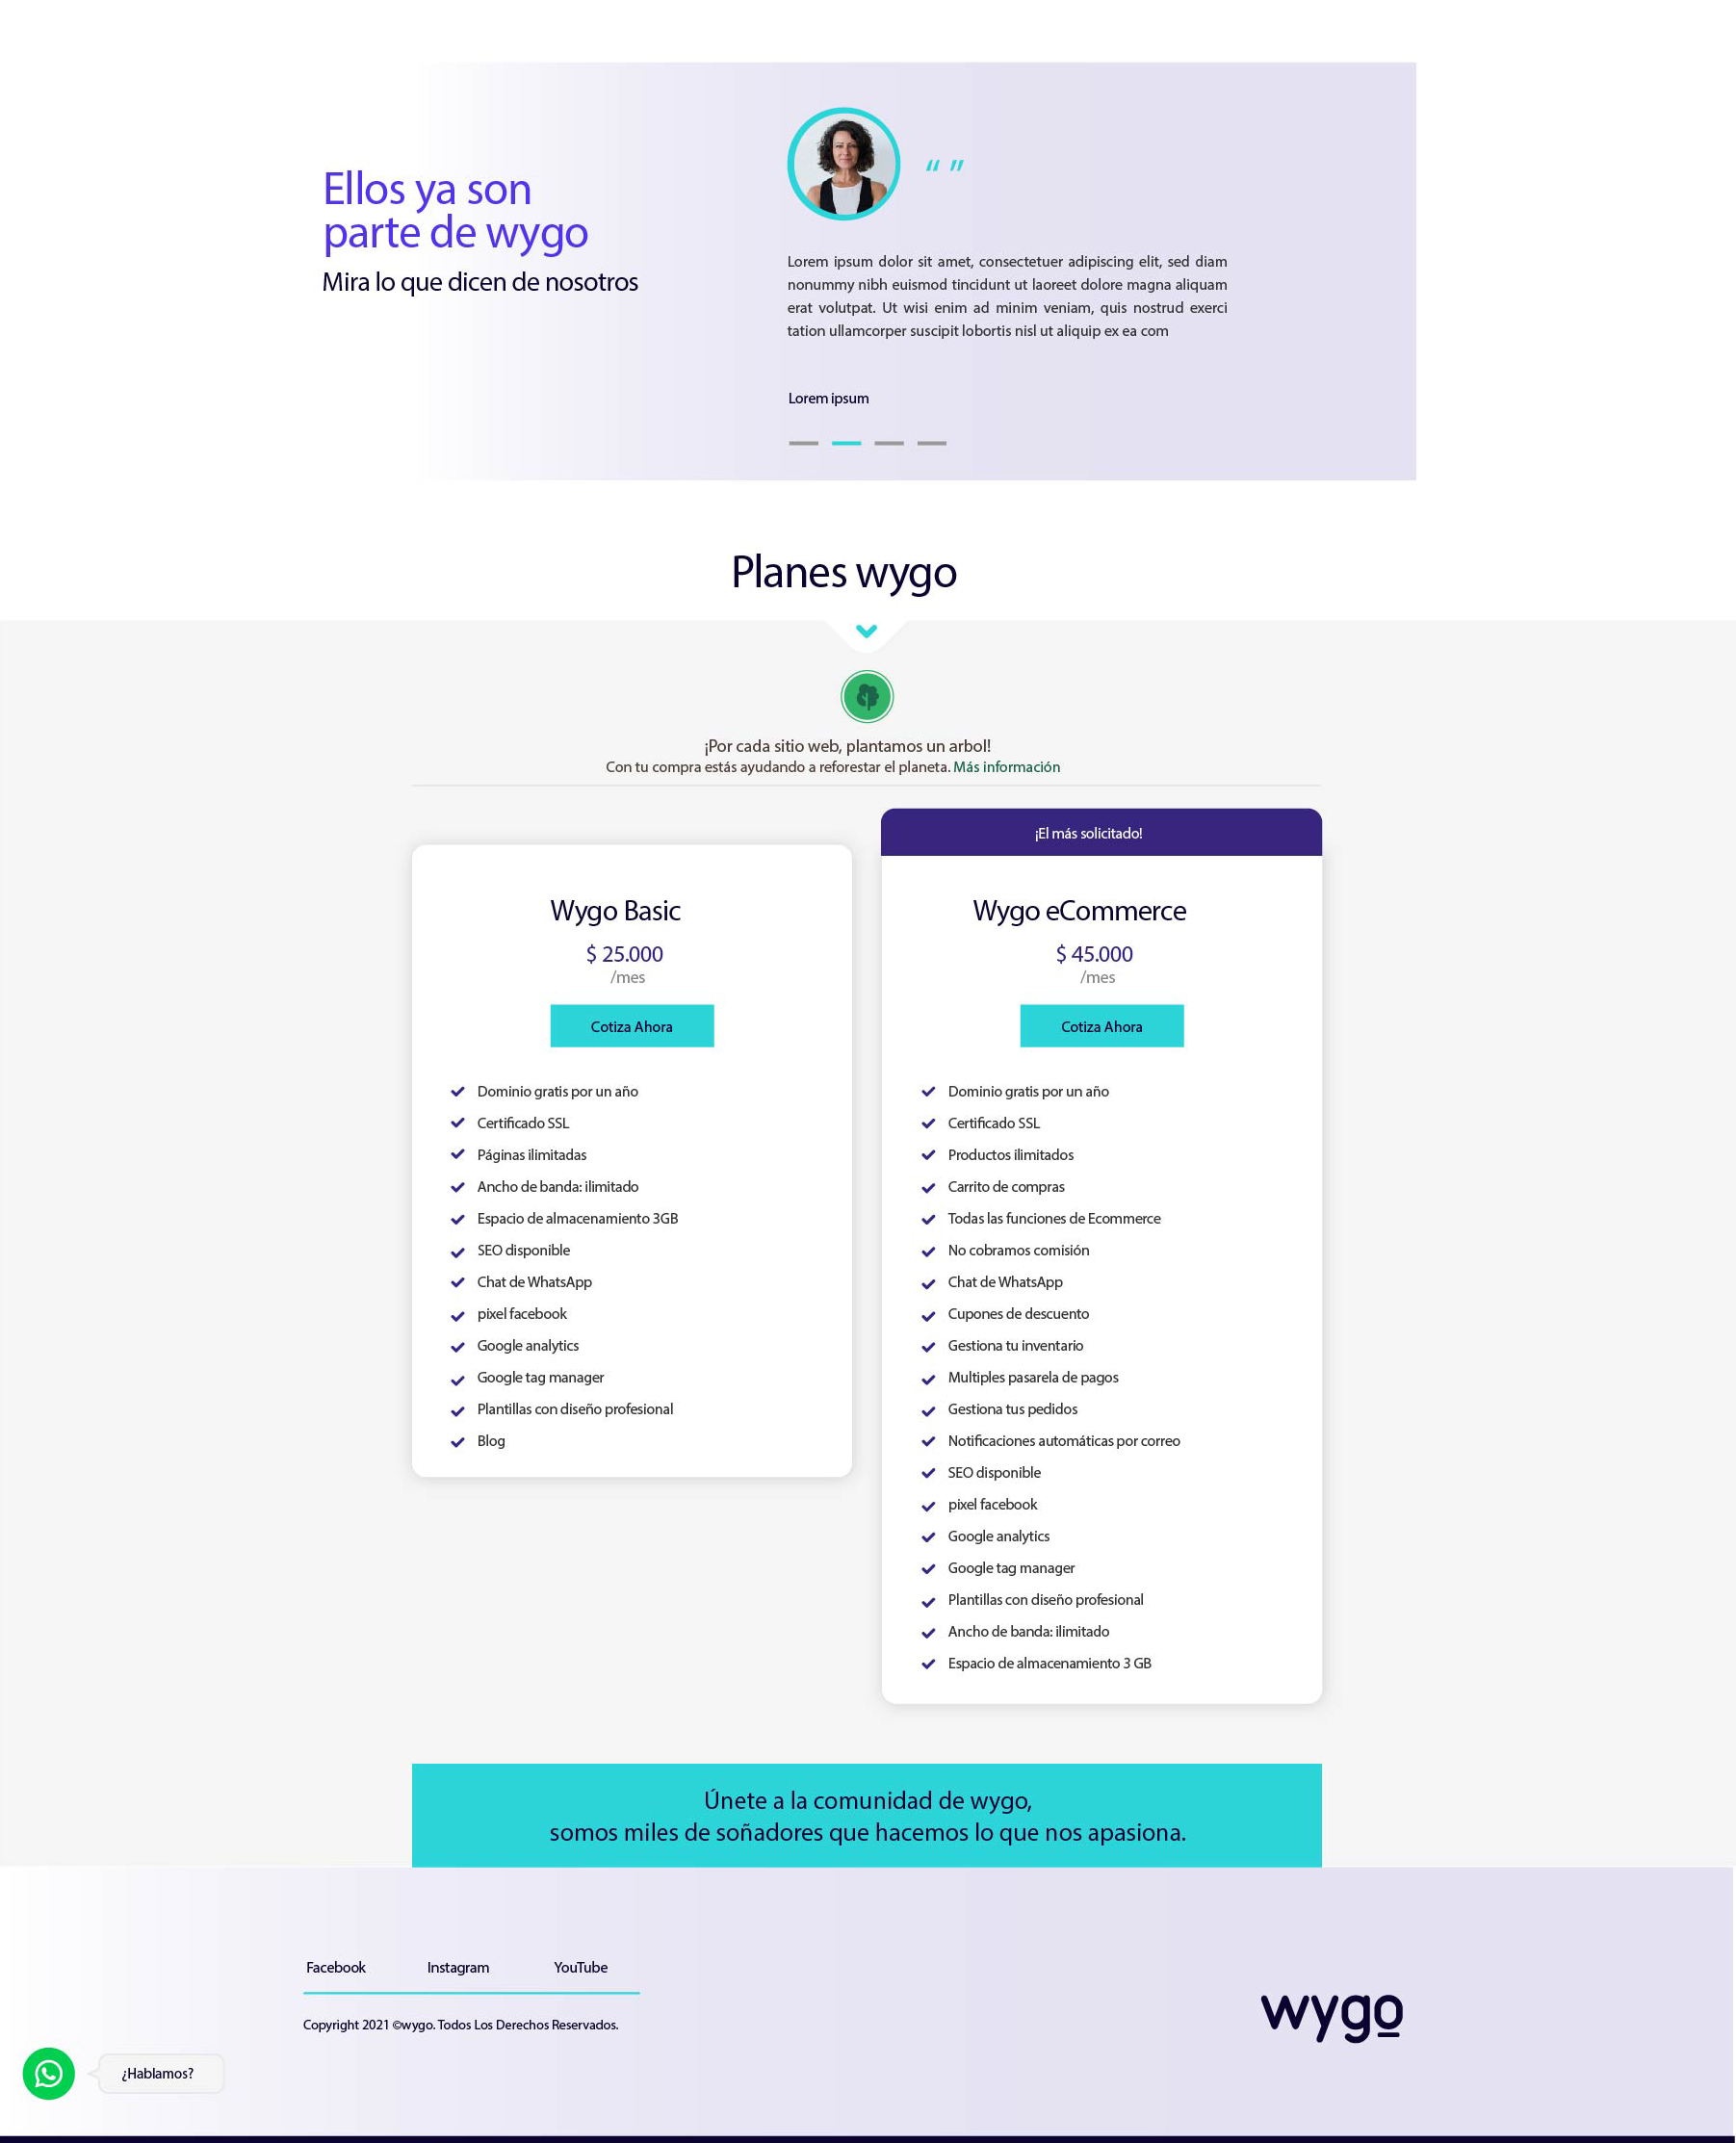 Ellos ya son
parte de wygo
Mira lo que dicen de nosotros
“ ”
Lorem ipsum dolor sit amet, consectetuer adipiscing elit, sed diam
nonummy nibh euismod tincidunt ut laoreet dolore magna aliquam
erat volutpat. Ut wisi enim ad minim veniam, quis nostrud exerci
tation ullamcorper suscipit lobortis nisl ut aliquip ex ea com
Lorem ipsum
Planes wygo
¡Por cada sitio web, plantamos un arbol!
Con tu compra estás ayudando a reforestar el planeta. Más información
Wygo Basic
$ 25.000
/mes
Cotiza Ahora
Dominio gratis por un año
Certificado SSL
Páginas ilimitadas
Ancho de banda: ilimitado
Espacio de almacenamiento 3GB
SEO disponible
Chat de WhatsApp
pixel facebook
Google analytics
Google tag manager
Plantillas con diseño profesional
Blog
¡El más solicitado!
Wygo eCommerce
$ 45.000
/mes
Cotiza Ahora
Dominio gratis por un año
Certificado SSL
Productos ilimitados
Carrito de compras
Todas las funciones de Ecommerce
No cobramos comisión
Chat de WhatsApp
Cupones de descuento
Gestiona tu inventario
Multiples pasarela de pagos
Gestiona tus pedidos
Notificaciones automáticas por correo
SEO disponible
pixel facebook
Google analytics
Google tag manager
Plantillas con diseño profesional
Ancho de banda: ilimitado
Espacio de almacenamiento 3 GB
Únete a la comunidad de wygo,
somos miles de soñadores que hacemos lo que nos apasiona.
Facebook Instagram YouTube
Copyright 2021 ©wygo. Todos Los Derechos Reservados.
wygo
¿Hablamos?